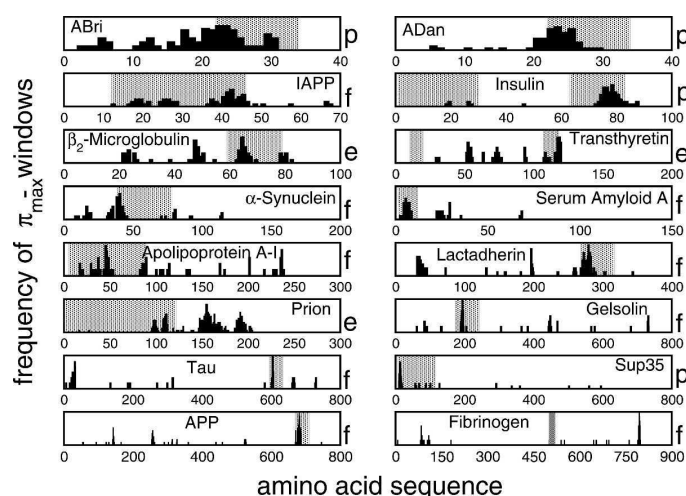 ABri p
0 10 20 30 40
ADan p
0 10 20 30 40
IAPP f
0 10 20 30 40 50 60 70
Insulin p
0 20 40 60 80 100
β2-Microglobulin e
0 20 40 60 80 100
Transthyretin e
0 50 100 150 200
α-Synuclein f
0 50 100 150 200
Serum Amyloid A f
0 50 100 150
Apolipoprotein A-I f
0 50 100 150 200 250 300
Lactadherin f
0 100 200 300 400
Prion e
0 50 100 150 200 250 300
Gelsolin f
0 200 400 600 800
Tau f
0 200 400 600 800
Sup35 p
0 200 400 600 800
APP f
0 200 400 600 800
Fibrinogen f
0 150 300 450 600 750 900
frequency of πmax-windows
amino acid sequence